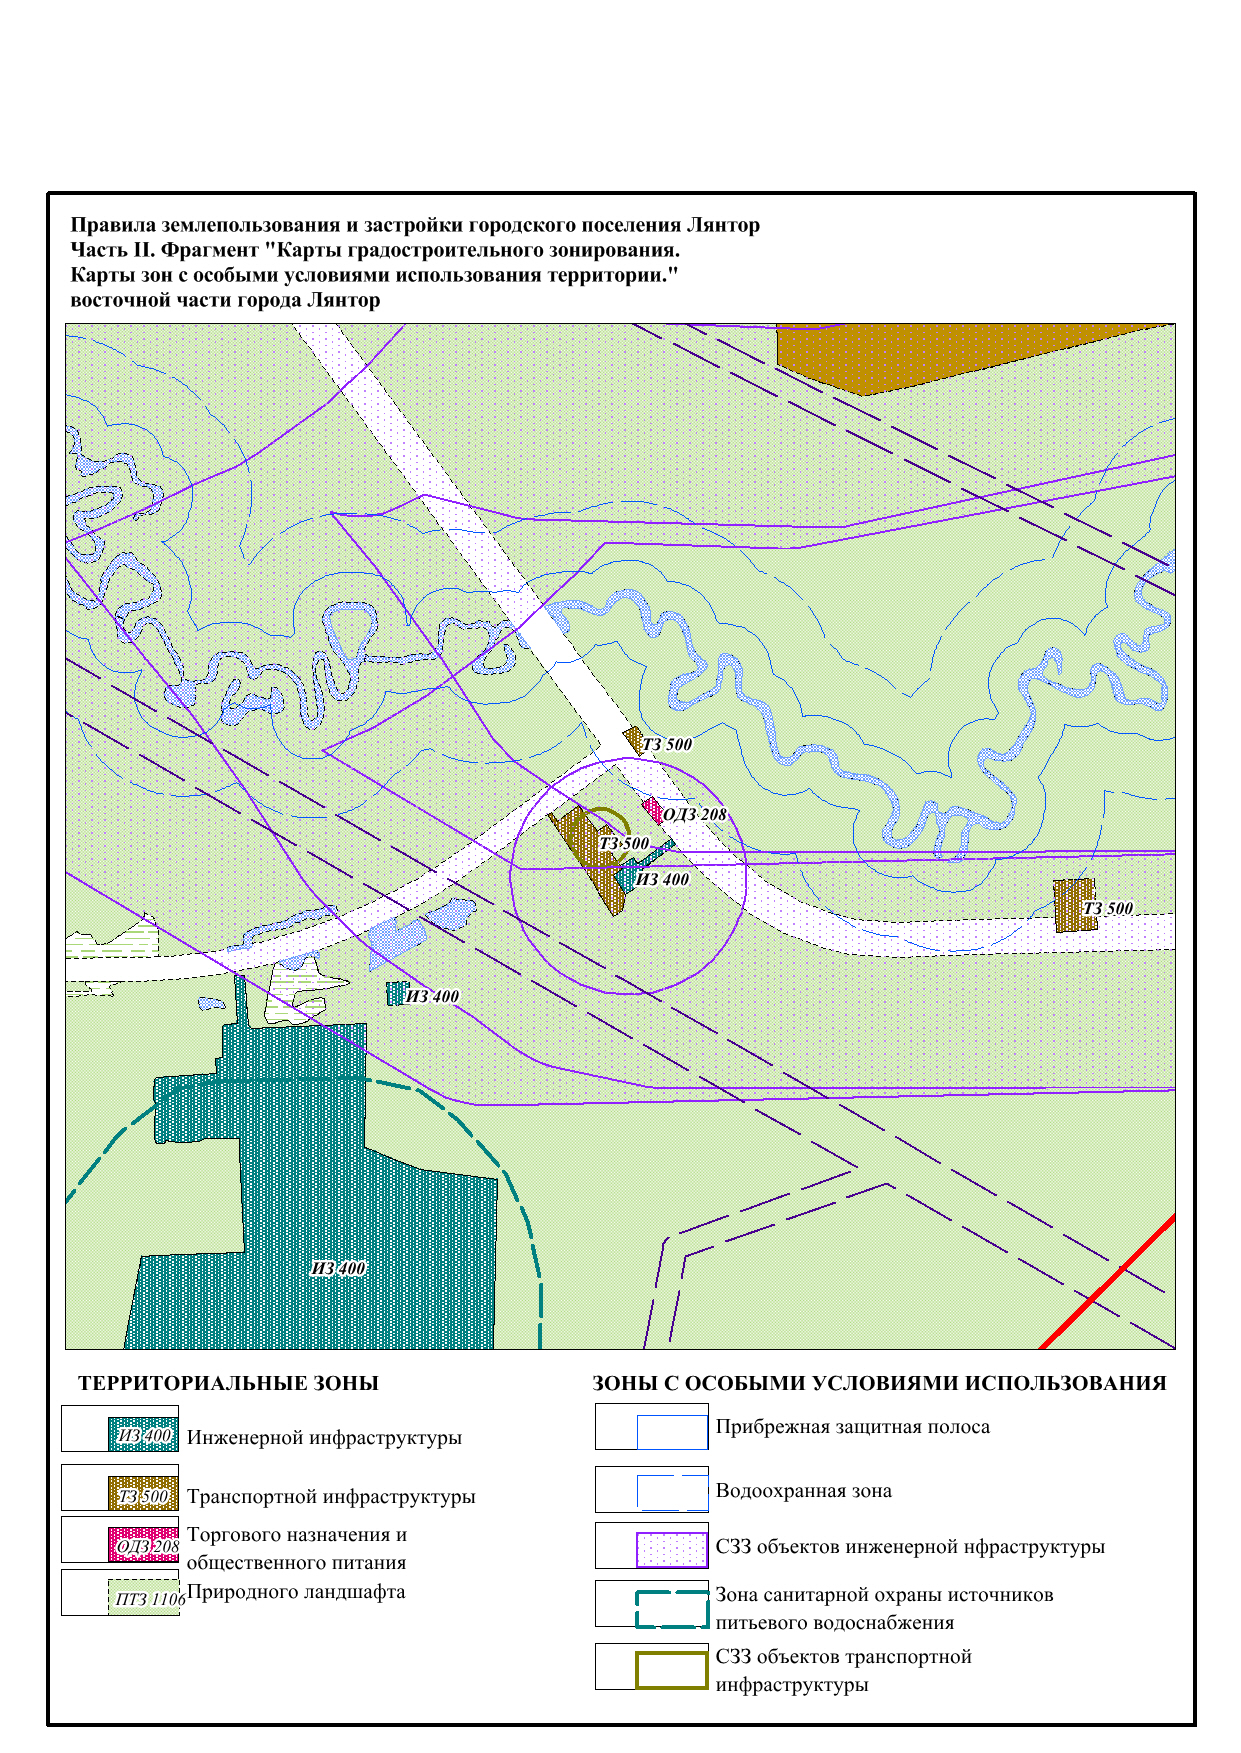 Правила землепользования и застройки городского поселения Лянтор
Часть II. Фрагмент "Карты градостроительного зонирования.
Карты зон с особыми условиями использования территории."
восточной части города Лянтор
ТЗ 500
ОДЗ 208
ТЗ 500
ИЗ 400
ТЗ 500
ИЗ 400
ИЗ 400
ТЕРРИТОРИАЛЬНЫЕ ЗОНЫ
ИЗ 400 Инженерной инфраструктуры
ТЗ 500 Транспортной инфраструктуры
ОДЗ 208 Торгового назначения и
общественного питания
ПТЗ 1106 Природного ландшафта
ЗОНЫ С ОСОБЫМИ УСЛОВИЯМИ ИСПОЛЬЗОВАНИЯ
Прибрежная защитная полоса
Водоохранная зона
СЗЗ объектов инженерной нфраструктуры
Зона санитарной охраны источников
питьевого водоснабжения
СЗЗ объектов транспортной
инфраструктуры